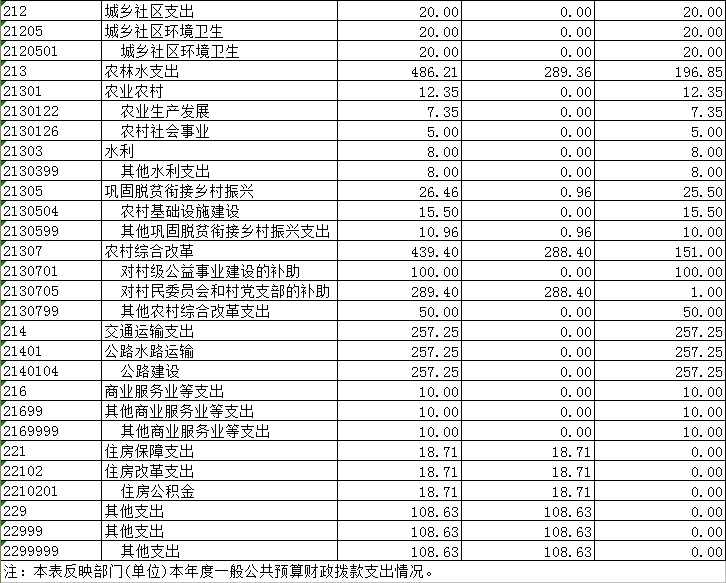 212 城乡社区支出 20.00 0.00 20.00
21205 城乡社区环境卫生 20.00 0.00 20.00
2120501 城乡社区环境卫生 20.00 0.00 20.00
213 农林水支出 486.21 289.36 196.85
21301 农业农村 12.35 0.00 12.35
2130122 农业生产发展 7.35 0.00 7.35
2130126 农村社会事业 5.00 0.00 5.00
21303 水利 8.00 0.00 8.00
2130399 其他水利支出 8.00 0.00 8.00
21305 巩固脱贫衔接乡村振兴 26.46 0.96 25.50
2130504 农村基础设施建设 15.50 0.00 15.50
2130599 其他巩固脱贫衔接乡村振兴支出 10.96 0.96 10.00
21307 农村综合改革 439.40 288.40 151.00
2130701 对村级公益事业建设的补助 100.00 0.00 100.00
2130705 对村民委员会和村党支部的补助 289.40 288.40 1.00
2130799 其他农村综合改革支出 50.00 0.00 50.00
214 交通运输支出 257.25 0.00 257.25
21401 公路水路运输 257.25 0.00 257.25
2140104 公路建设 257.25 0.00 257.25
216 商业服务业等支出 10.00 0.00 10.00
21699 其他商业服务业等支出 10.00 0.00 10.00
2169999 其他商业服务业等支出 10.00 0.00 10.00
221 住房保障支出 18.71 18.71 0.00
22102 住房改革支出 18.71 18.71 0.00
2210201 住房公积金 18.71 18.71 0.00
229 其他支出 108.63 108.63 0.00
22999 其他支出 108.63 108.63 0.00
2299999 其他支出 108.63 108.63 0.00
注：本表反映部门(单位)本年度一般公共预算财政拨款支出情况。